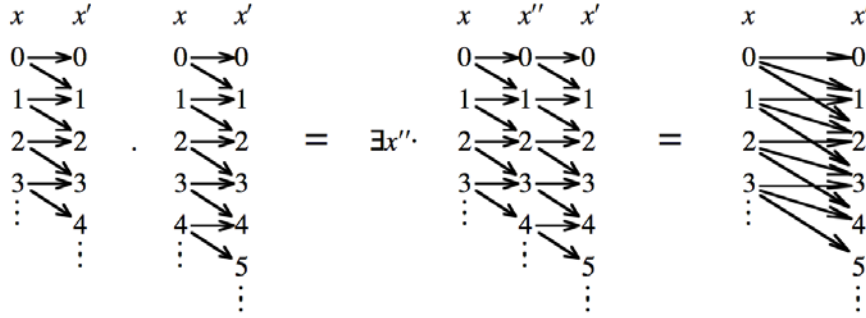 x x′ x x′ x x″ x′ x x′
0 0 0 0 0 0 0 0 0
1 1 1 1 1 1 1 1 1
2 2 . 2 2 = ∃x″· 2 2 2 = 2 2
3 3 3 3 3 3 3 3 3
⋮ 4 4 4 ⋮ 4 4 ⋮ 4
⋮ ⋮ 5 ⋮ 5 5
⋮ ⋮ ⋮